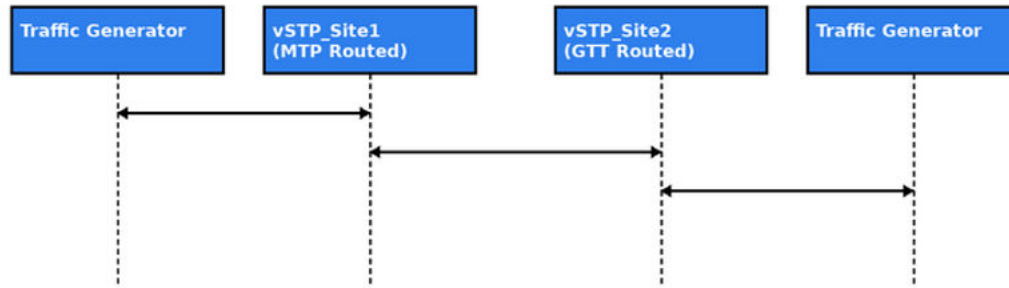 Traffic Generator
vSTP_Site1
(MTP Routed)
vSTP_Site2
(GTT Routed)
Traffic Generator